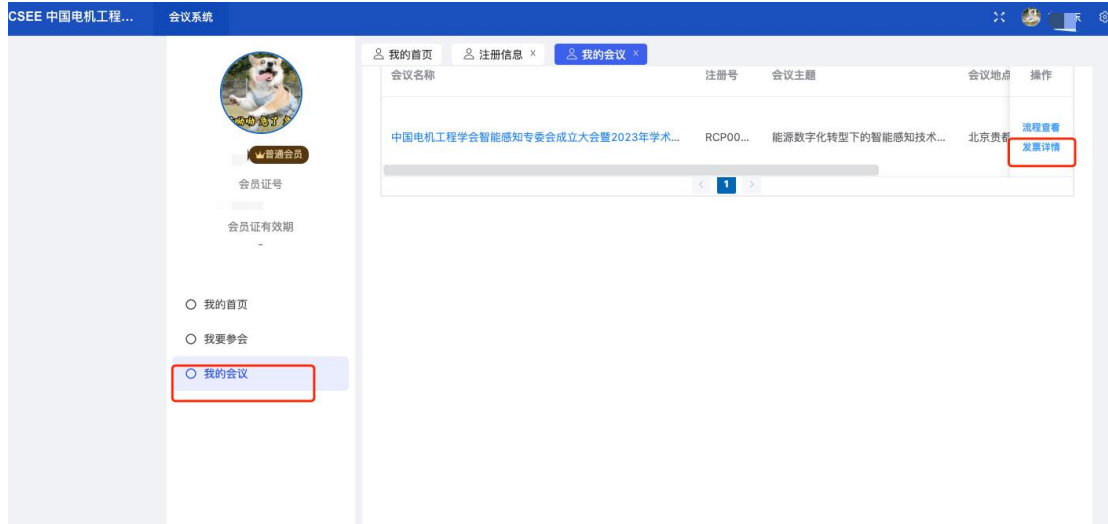 CSEE 中国电机工程... 会议系统
我的首页 注册信息 × 我的会议 ×
会议名称 注册号 会议主题 会议地点 操作
中国电机工程学会智能感知专委会成立大会暨2023年学术... RCP00... 能源数字化转型下的智能感知技术... 北京贵都 流程查看
发票详情
< 1 >
普通会员
会员证号
会员证有效期
-
我的首页
我要参会
我的会议